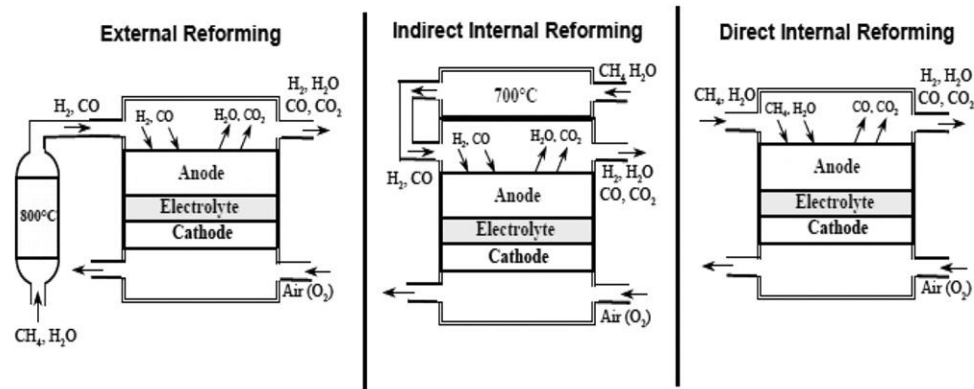 External Reforming
H₂, H₂O
CO, CO₂
H₂, CO
H₂, CO
H₂O, CO₂
Anode
Electrolyte
Cathode
800°C
Air (O₂)
CH₄, H₂O
Indirect Internal Reforming
CH₄ H₂O
700°C
H₂, CO
H₂O, CO₂
H₂, CO
H₂, H₂O
CO, CO₂
Anode
Electrolyte
Cathode
Air (O₂)
Direct Internal Reforming
H₂, H₂O
CO, CO₂
CH₄, H₂O
CH₄, H₂O
CO, CO₂
Anode
Electrolyte
Cathode
Air (O₂)